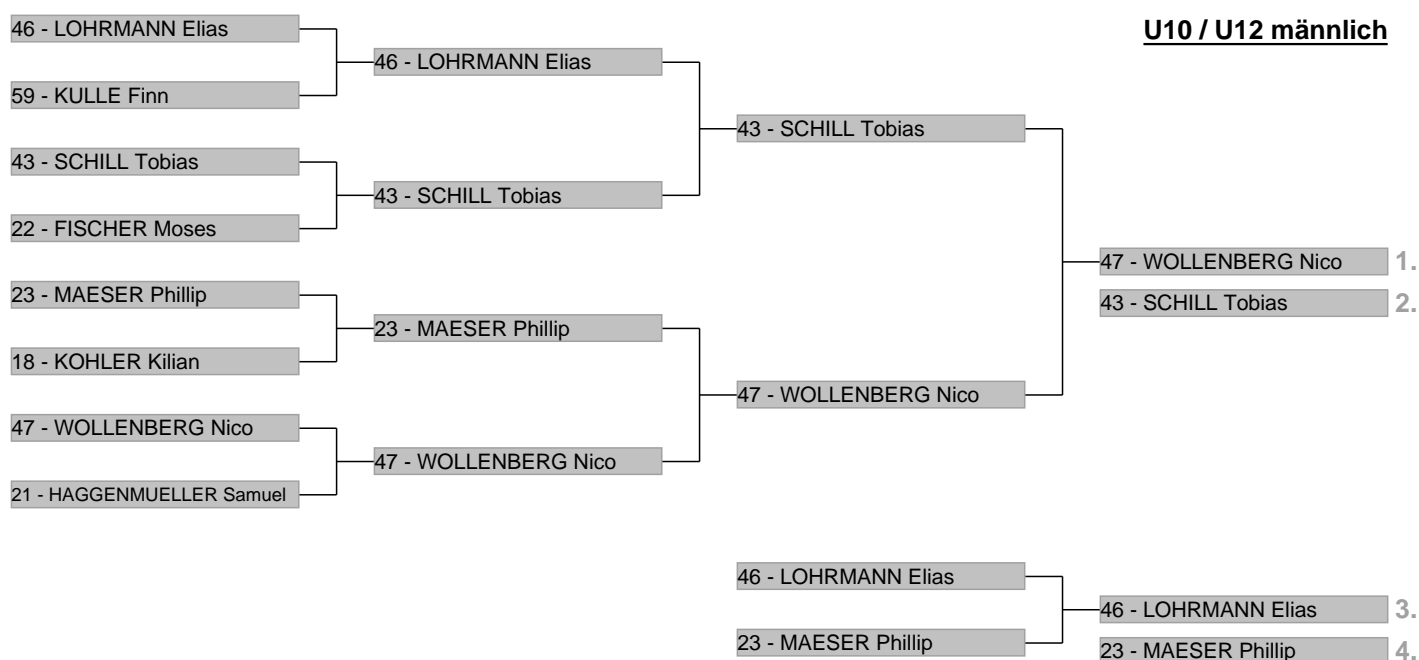 U10 / U12 männlich
46 - LOHRMANN Elias
59 - KULLE Finn
43 - SCHILL Tobias
22 - FISCHER Moses
23 - MAESER Phillip
18 - KOHLER Kilian
47 - WOLLENBERG Nico
21 - HAGGENMUELLER Samuel
46 - LOHRMANN Elias
43 - SCHILL Tobias
23 - MAESER Phillip
47 - WOLLENBERG Nico
43 - SCHILL Tobias
47 - WOLLENBERG Nico
47 - WOLLENBERG Nico 1.
43 - SCHILL Tobias 2.
46 - LOHRMANN Elias
23 - MAESER Phillip
46 - LOHRMANN Elias 3.
23 - MAESER Phillip 4.